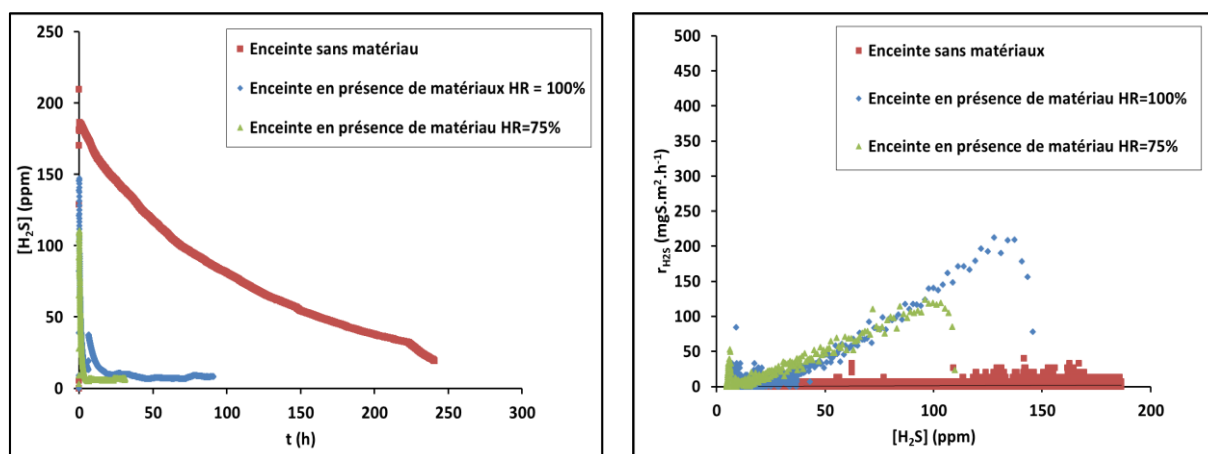 250
200
150
100
50
0
[H₂S] (ppm)
Enceinte sans matériau
Enceinte en présence de matériaux HR = 100%
Enceinte en présence de matériau HR=75%
0 50 100 150 200 250 300
t (h)
500
450
400
350
300
250
200
150
100
50
0
rH2S (mgS.m².h⁻¹)
Enceinte sans matériaux
Enceinte en présence de matériau HR=100%
Enceinte en présence de matériau HR=75%
0 50 100 150 200
[H₂S] (ppm)